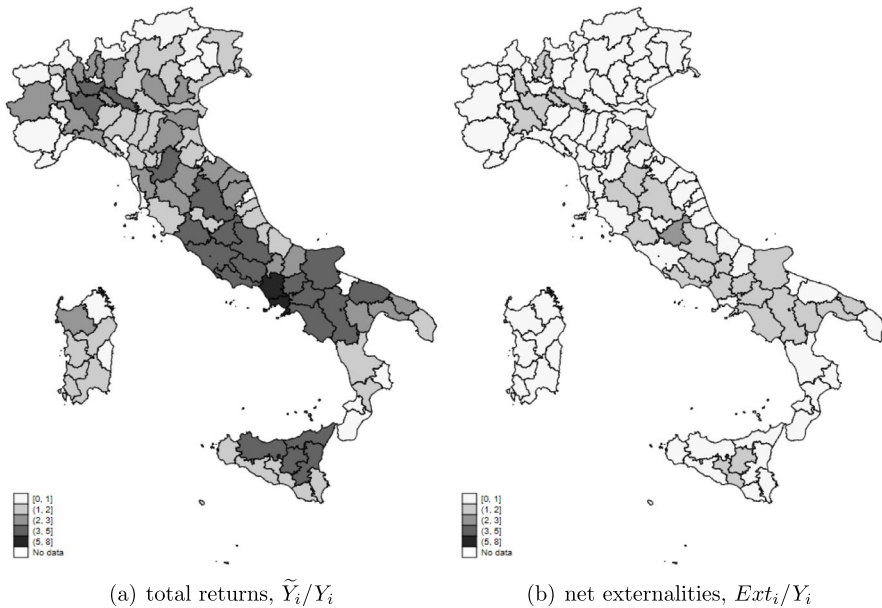 [0, 1]
(1, 2]
(2, 3]
(3, 5]
(5, 8]
No data
[0, 1]
(1, 2]
(2, 3]
(3, 5]
(5, 8]
No data
(a) total returns, Ỹi/Yi
(b) net externalities, Exti/Yi